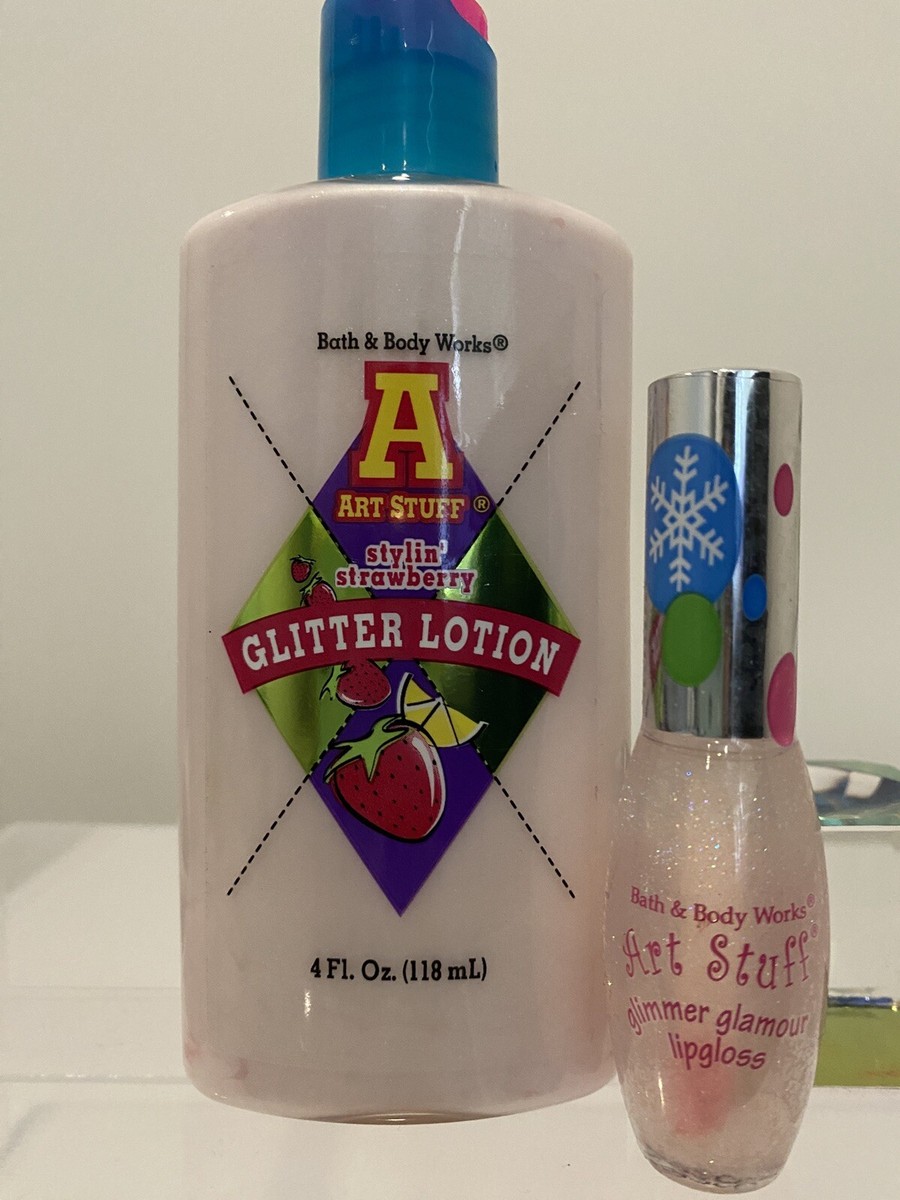 Bath & Body Works®
A
ART STUFF®
stylin'
strawberry
GLITTER LOTION
4 Fl. Oz. (118 mL)
Bath & Body Works®
Art Stuff®
glimmer glamour
lipgloss